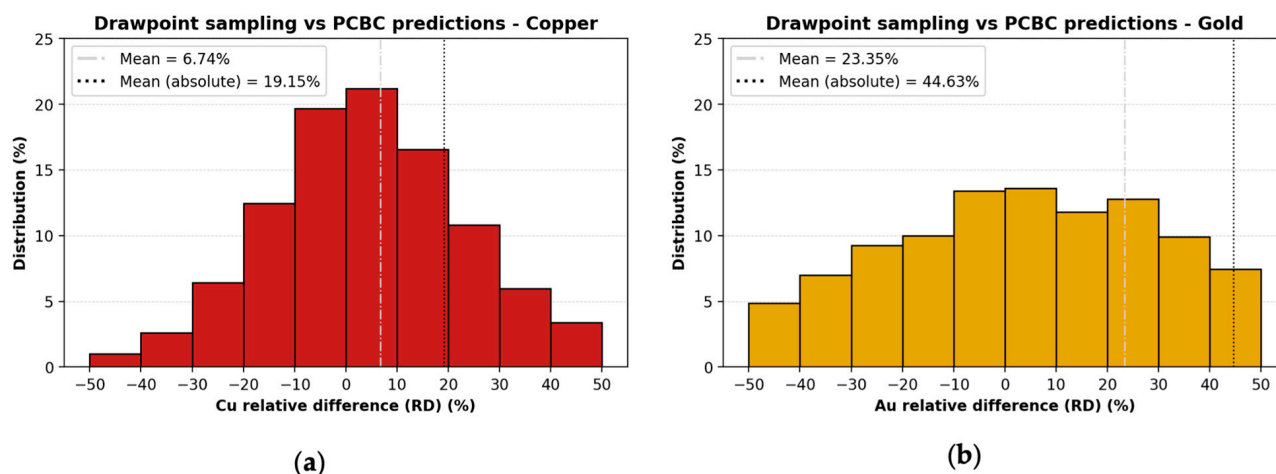 Drawpoint sampling vs PCBC predictions - Copper
Mean = 6.74%
Mean (absolute) = 19.15%
25
20
15
10
5
0
Distribution (%)
−50 −40 −30 −20 −10 0 10 20 30 40 50
Cu relative difference (RD) (%)
(a)
Drawpoint sampling vs PCBC predictions - Gold
Mean = 23.35%
Mean (absolute) = 44.63%
25
20
15
10
5
0
Distribution (%)
−50 −40 −30 −20 −10 0 10 20 30 40 50
Au relative difference (RD) (%)
(b)